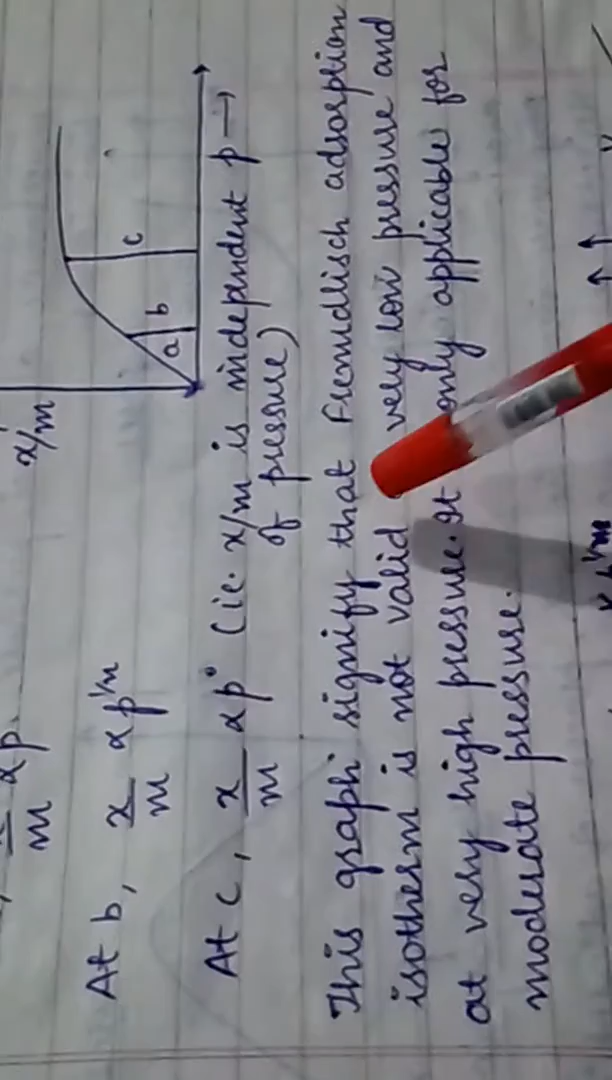 x/m α p.
At b, x/m α p^1/n
At c, x/m α p° (ie. x/m is independent
of pressure)
x/m
a b c
p →
This graph signify that Freundlisch adsorption
isotherm is not valid very low pressure and
at very high pressure. It only applicable for
moderate pressure.